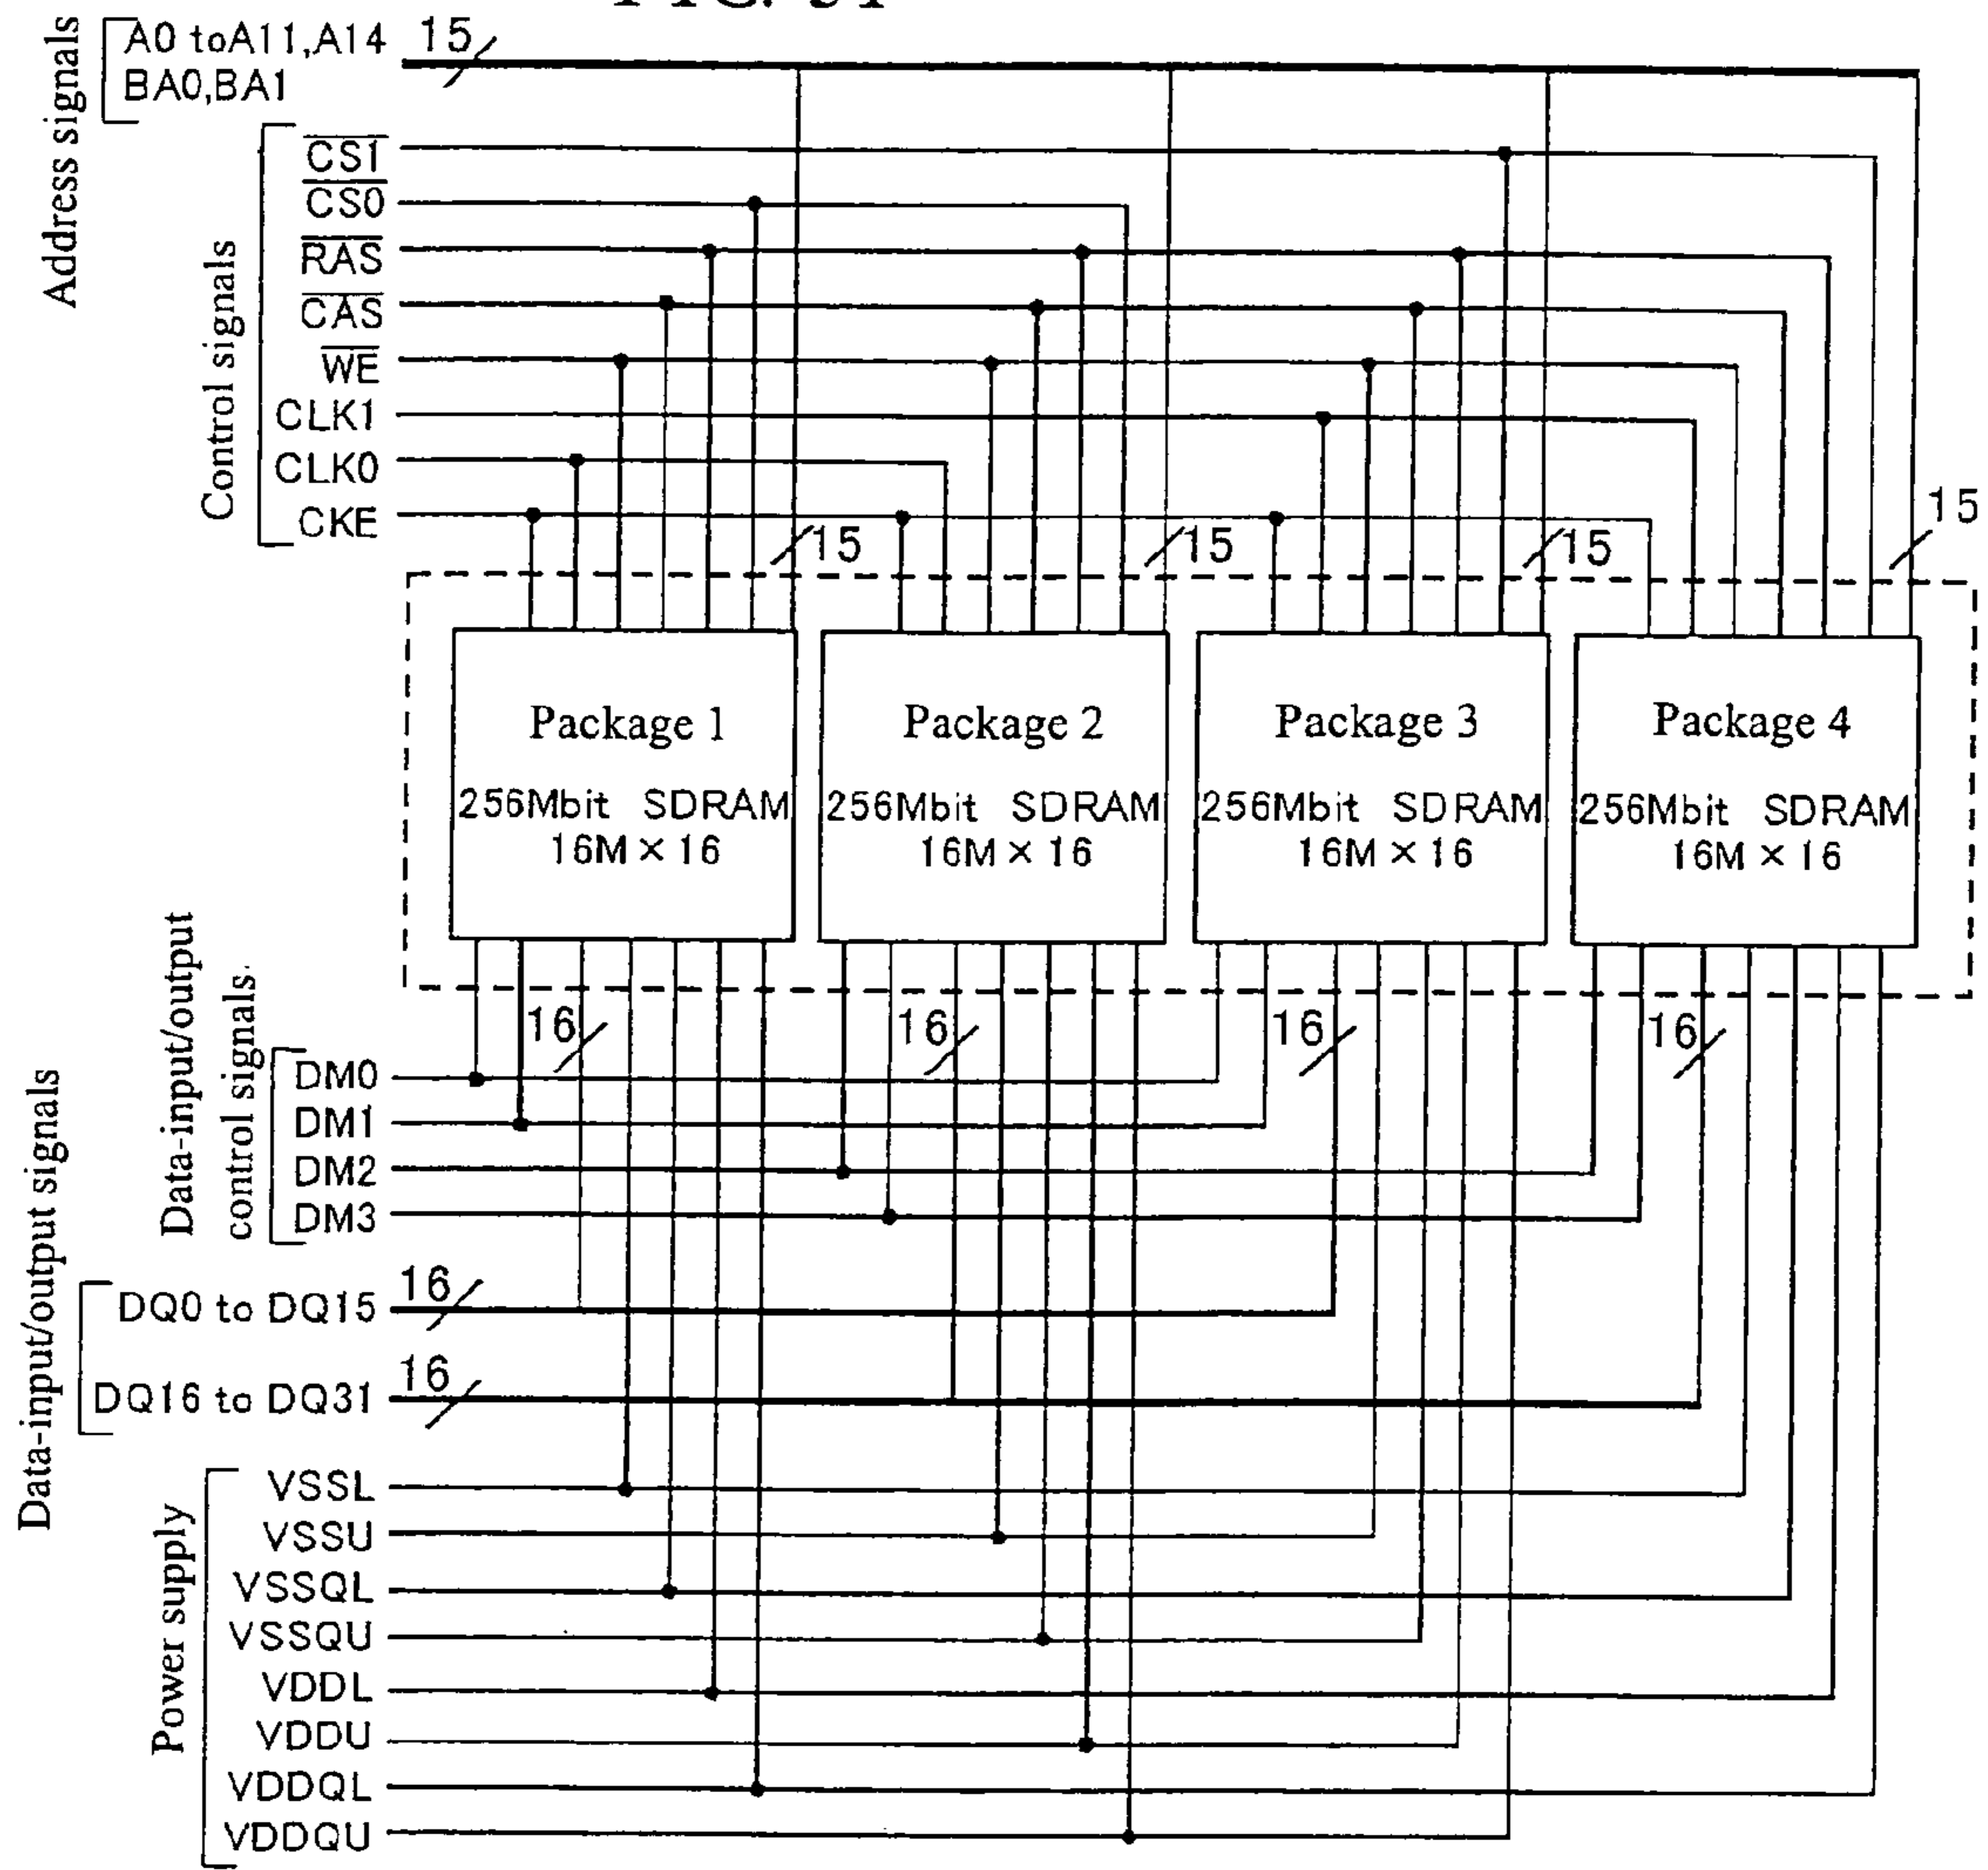 Address signals
A0 toA11,A14
BA0,BA1
15
Control signals
CS1
CS0
RAS
CAS
WE
CLK1
CLK0
CKE
15
15
15
15
Package 1
256Mbit SDRAM
16M × 16
Package 2
256Mbit SDRAM
16M × 16
Package 3
256Mbit SDRAM
16M × 16
Package 4
256Mbit SDRAM
16M × 16
16
16
16
16
Data-input/output
control signals
DM0
DM1
DM2
DM3
Data-input/output signals
DQ0 to DQ15
16
DQ16 to DQ31
16
Power supply
VSSL
VSSU
VSSQL
VSSQU
VDDL
VDDU
VDDQL
VDDQU